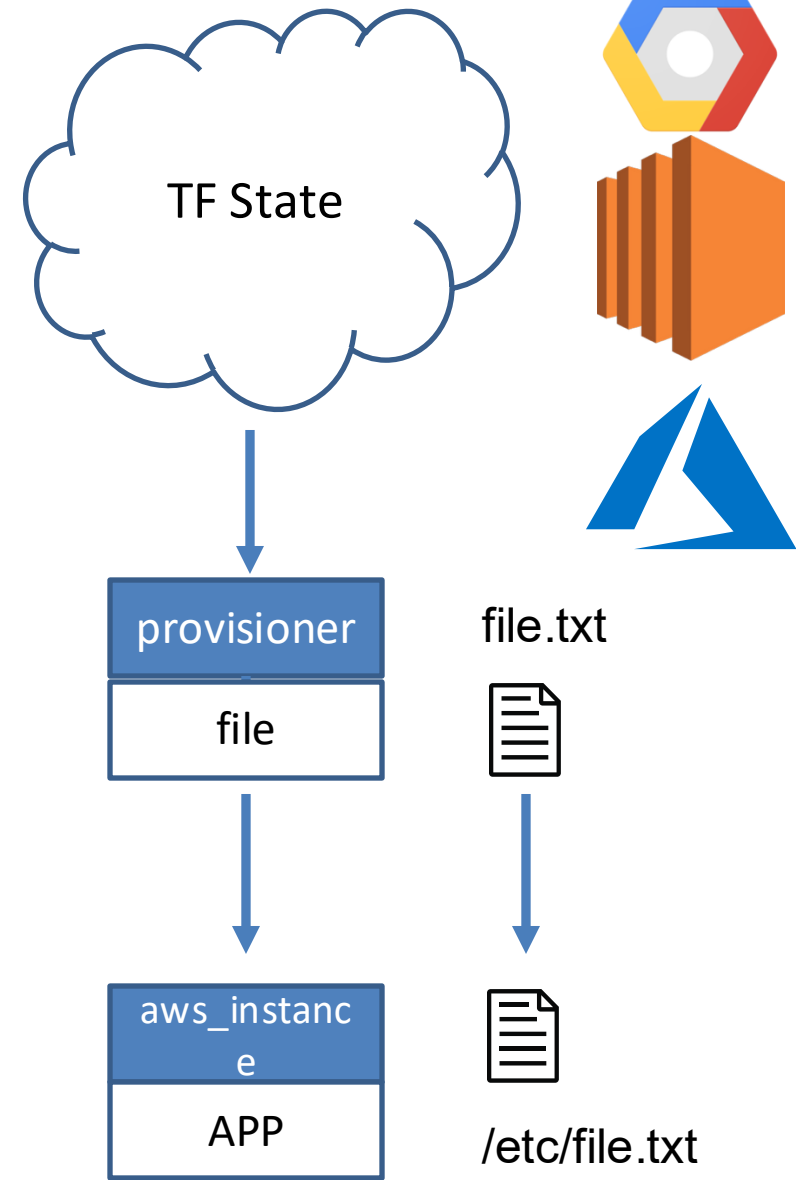 TF State
provisioner
file.txt
file
aws_instanc
e
APP
/etc/file.txt